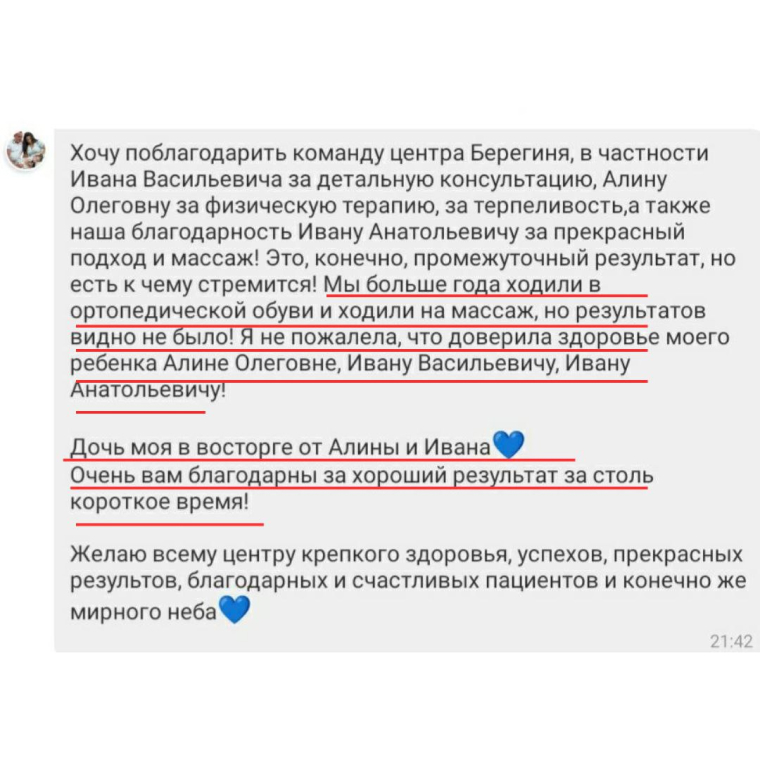 Хочу поблагодарить команду центра Берегиня, в частности
Ивана Васильевича за детальную консультацию, Алину
Олеговну за физическую терапию, за терпеливость,а также
наша благодарность Ивану Анатольевичу за прекрасный
подход и массаж! Это, конечно, промежуточный результат, но
есть к чему стремится! Мы больше года ходили в
ортопедической обуви и ходили на массаж, но результатов
видно не было! Я не пожалела, что доверила здоровье моего
ребенка Алине Олеговне, Ивану Васильевичу, Ивану
Анатольевичу!
Дочь моя в восторге от Алины и Ивана💙
Очень вам благодарны за хороший результат за столь
короткое время!
Желаю всему центру крепкого здоровья, успехов, прекрасных
результов, благодарных и счастливых пациентов и конечно же
мирного неба💙
21:42